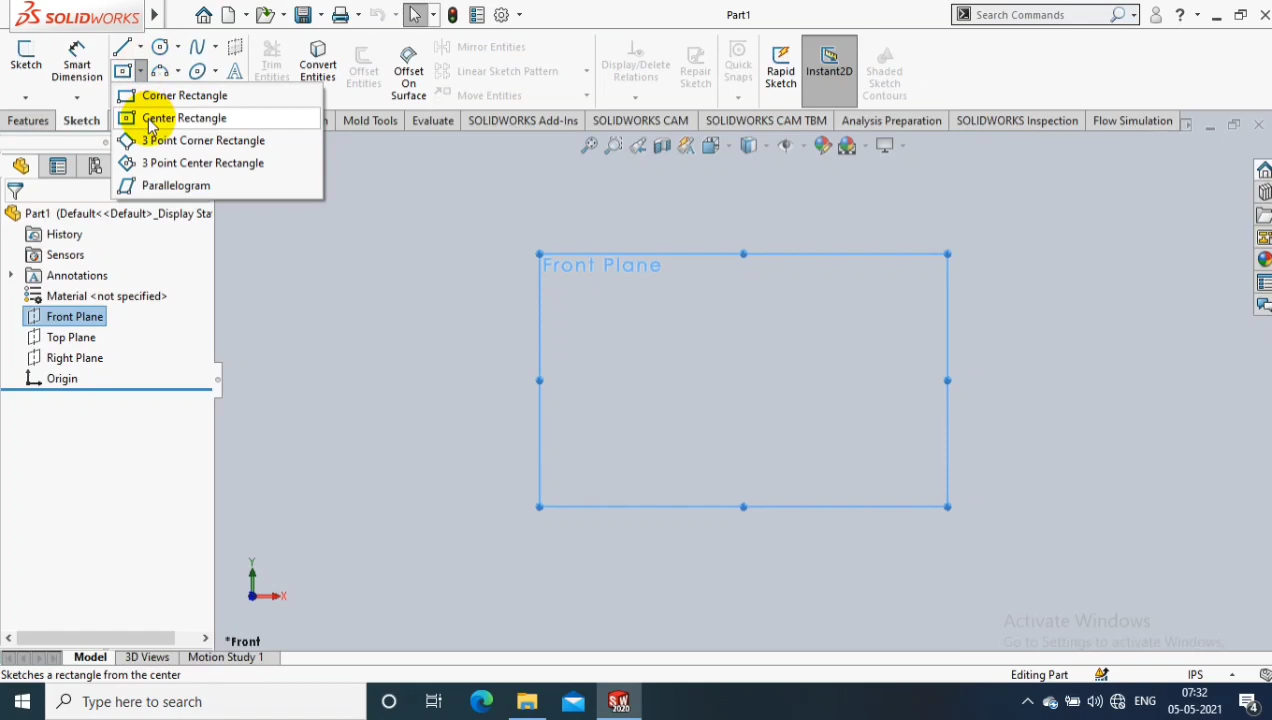 SOLIDWORKS
Part1
Search Commands
Sketch
Smart Dimension
Trim Entities
Convert Entities
Offset Entities
Offset On Surface
Mirror Entities
Linear Sketch Pattern
Move Entities
Display/Delete Relations
Repair Sketch
Quick Snaps
Rapid Sketch
Instant2D
Shaded Sketch Contours
Corner Rectangle
Center Rectangle
3 Point Corner Rectangle
3 Point Center Rectangle
Parallelogram
Features
Sketch
Mold Tools
Evaluate
SOLIDWORKS Add-Ins
SOLIDWORKS CAM
SOLIDWORKS CAM TBM
Analysis Preparation
SOLIDWORKS Inspection
Flow Simulation
Part1 (Default<<Default>_Display Sta
History
Sensors
Annotations
Material <not specified>
Front Plane
Top Plane
Right Plane
Origin
Front Plane
Y
X
*Front
Activate Windows
Go to Settings to activate Windows.
Model
3D Views
Motion Study 1
Sketches a rectangle from the center
Editing Part
IPS
Type here to search
SW
2020
ENG
07:32
05-05-2021
4